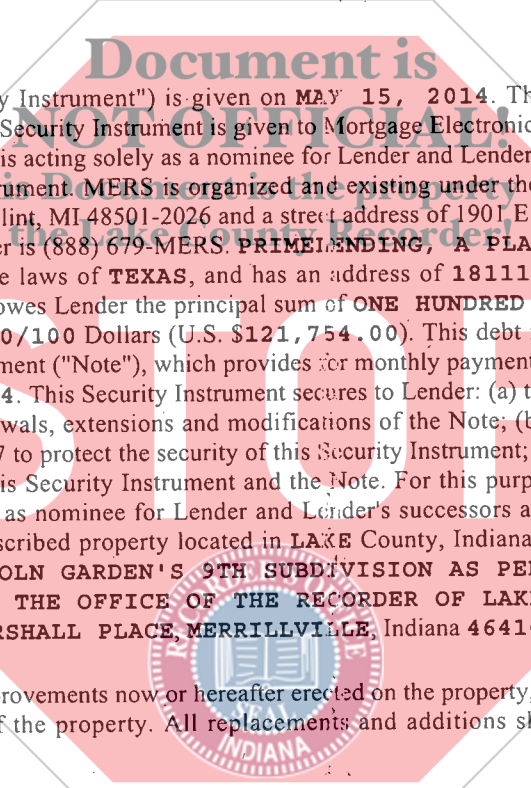 Document is
y Instrument") is given on MAY 15, 2014. Th
NOT OFFICIAL!
Security Instrument is given to Mortgage Electronic
is acting solely as a nominee for Lender and Lender
This Document is the property
rument. MERS is organized and existing under the
lint, MI 48501-2026 and a street address of 1901 E
the Lake County Recorder!
er is (888) 679-MERS. PRIMELENDING, A PLA
e laws of TEXAS, and has an address of 18111
owes Lender the principal sum of ONE HUNDRED
0/100 Dollars (U.S. $121,754.00). This debt
ment ("Note"), which provides for monthly payment
4. This Security Instrument secures to Lender: (a) t
STOP
wals, extensions and modifications of the Note; (b
7 to protect the security of this Security Instrument;
is Security Instrument and the Note. For this purp
as nominee for Lender and Lender's successors a
scribed property located in LAKE County, Indiana
OLN GARDEN'S 9TH SUBDIVISION AS PE
THE OFFICE OF THE RECORDER OF LAK
RSHALL PLACE, MERRILLVILLE, Indiana 4641
SEAL
INDIANA
rovements now or hereafter erected on the property,
f the property. All replacements and additions sh